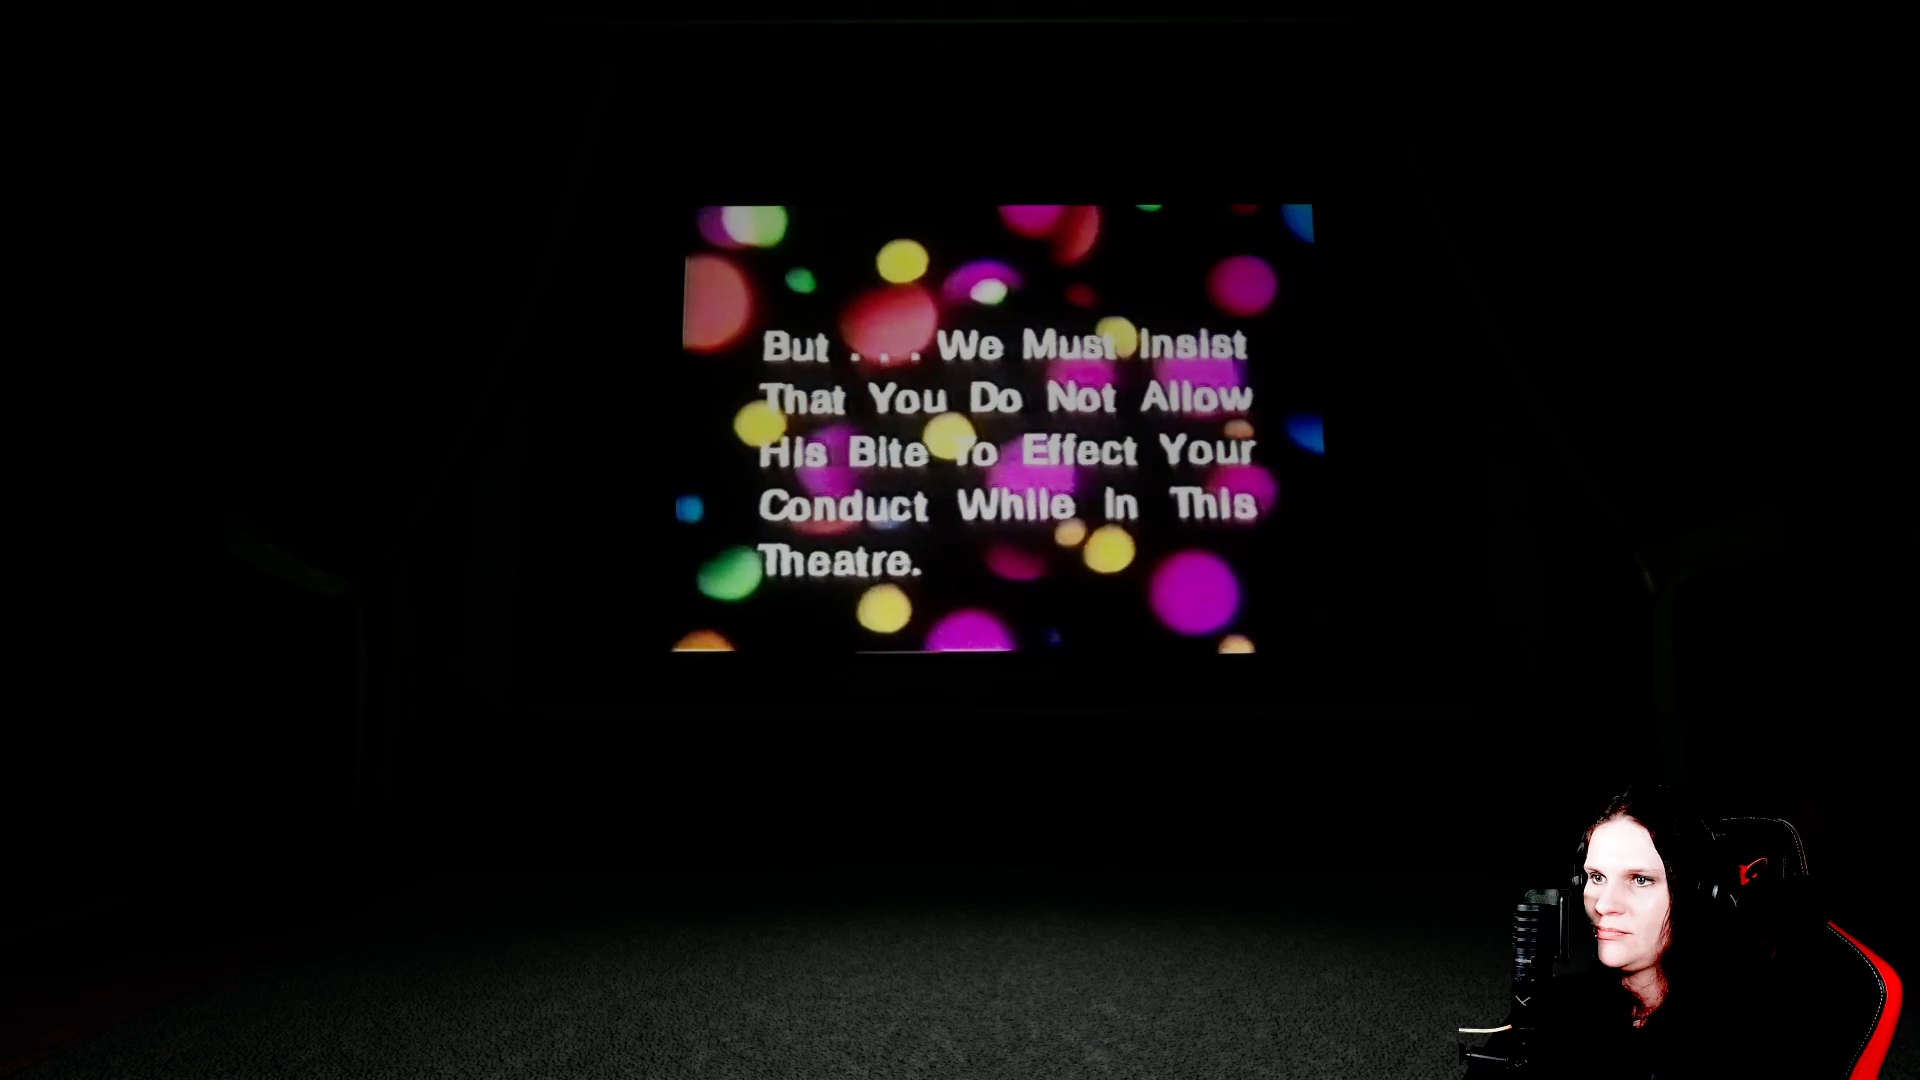 But . . . We Must Insist
That You Do Not Allow
His Bite To Effect Your
Conduct While In This
Theatre.